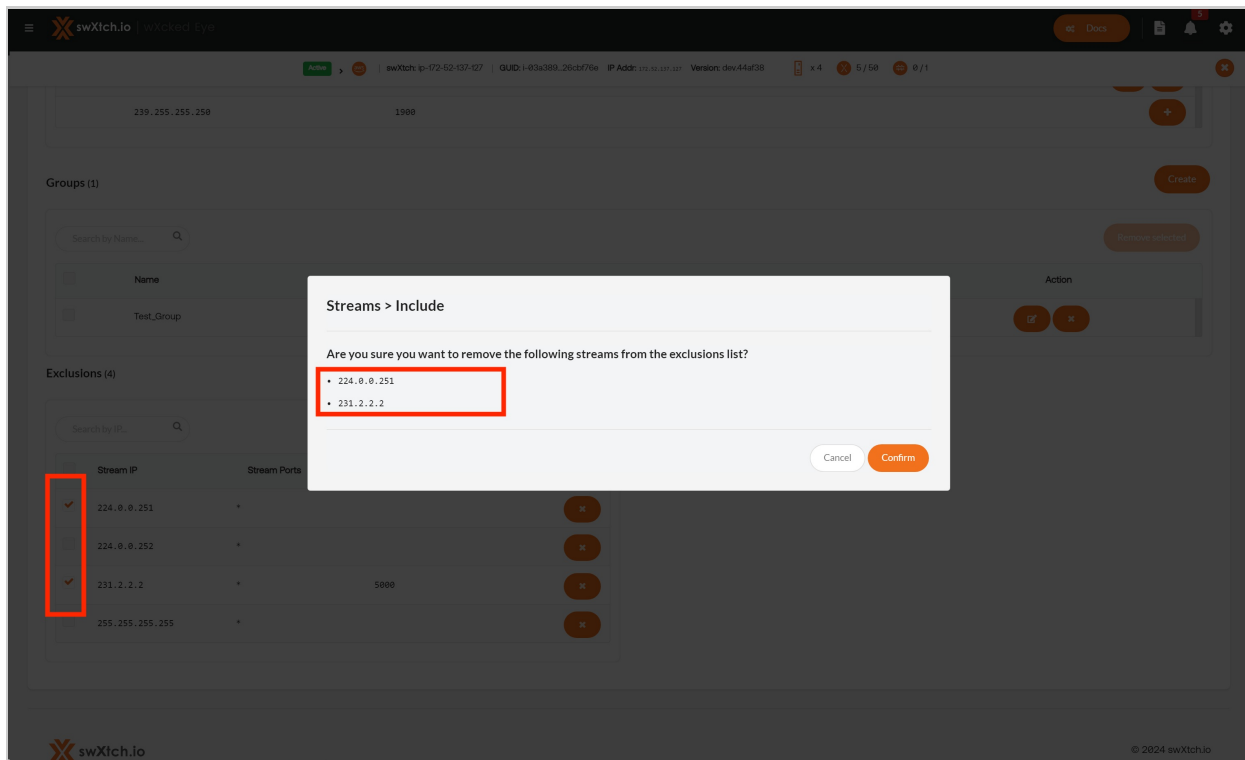 swXtch.io | wXcked Eye
Docs
5
Active
swXtch: ip-172-52-137-127 | GUID: i-03a389...26cbf76e IP Addr: 172.52.137.127 Version: dev.44af38 x 4 5 / 50 0 / 1
239.255.255.250 1900
Groups (1)
Create
Search by Name...
Remove selected
Name Action
Test_Group
Streams > Include
Are you sure you want to remove the following streams from the exclusions list?
• 224.0.0.251
• 231.2.2.2
Cancel Confirm
Exclusions (4)
Search by IP...
Stream IP Stream Ports
224.0.0.251 *
224.0.0.252 *
231.2.2.2 * 5000
255.255.255.255 *
swXtch.io
© 2024 swXtch.io